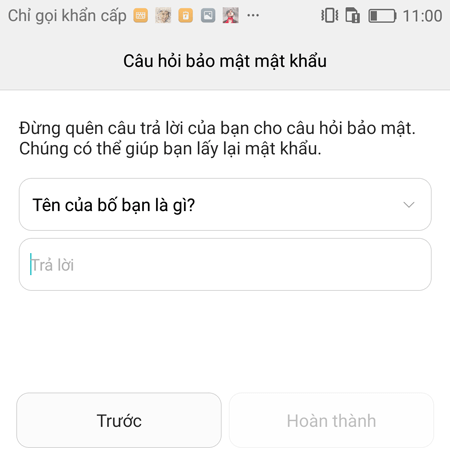 Chỉ gọi khẩn cấp ... 11:00
Câu hỏi bảo mật mật khẩu
Đừng quên câu trả lời của bạn cho câu hỏi bảo mật.
Chúng có thể giúp bạn lấy lại mật khẩu.
Tên của bố bạn là gì?
Trả lời
Trước Hoàn thành